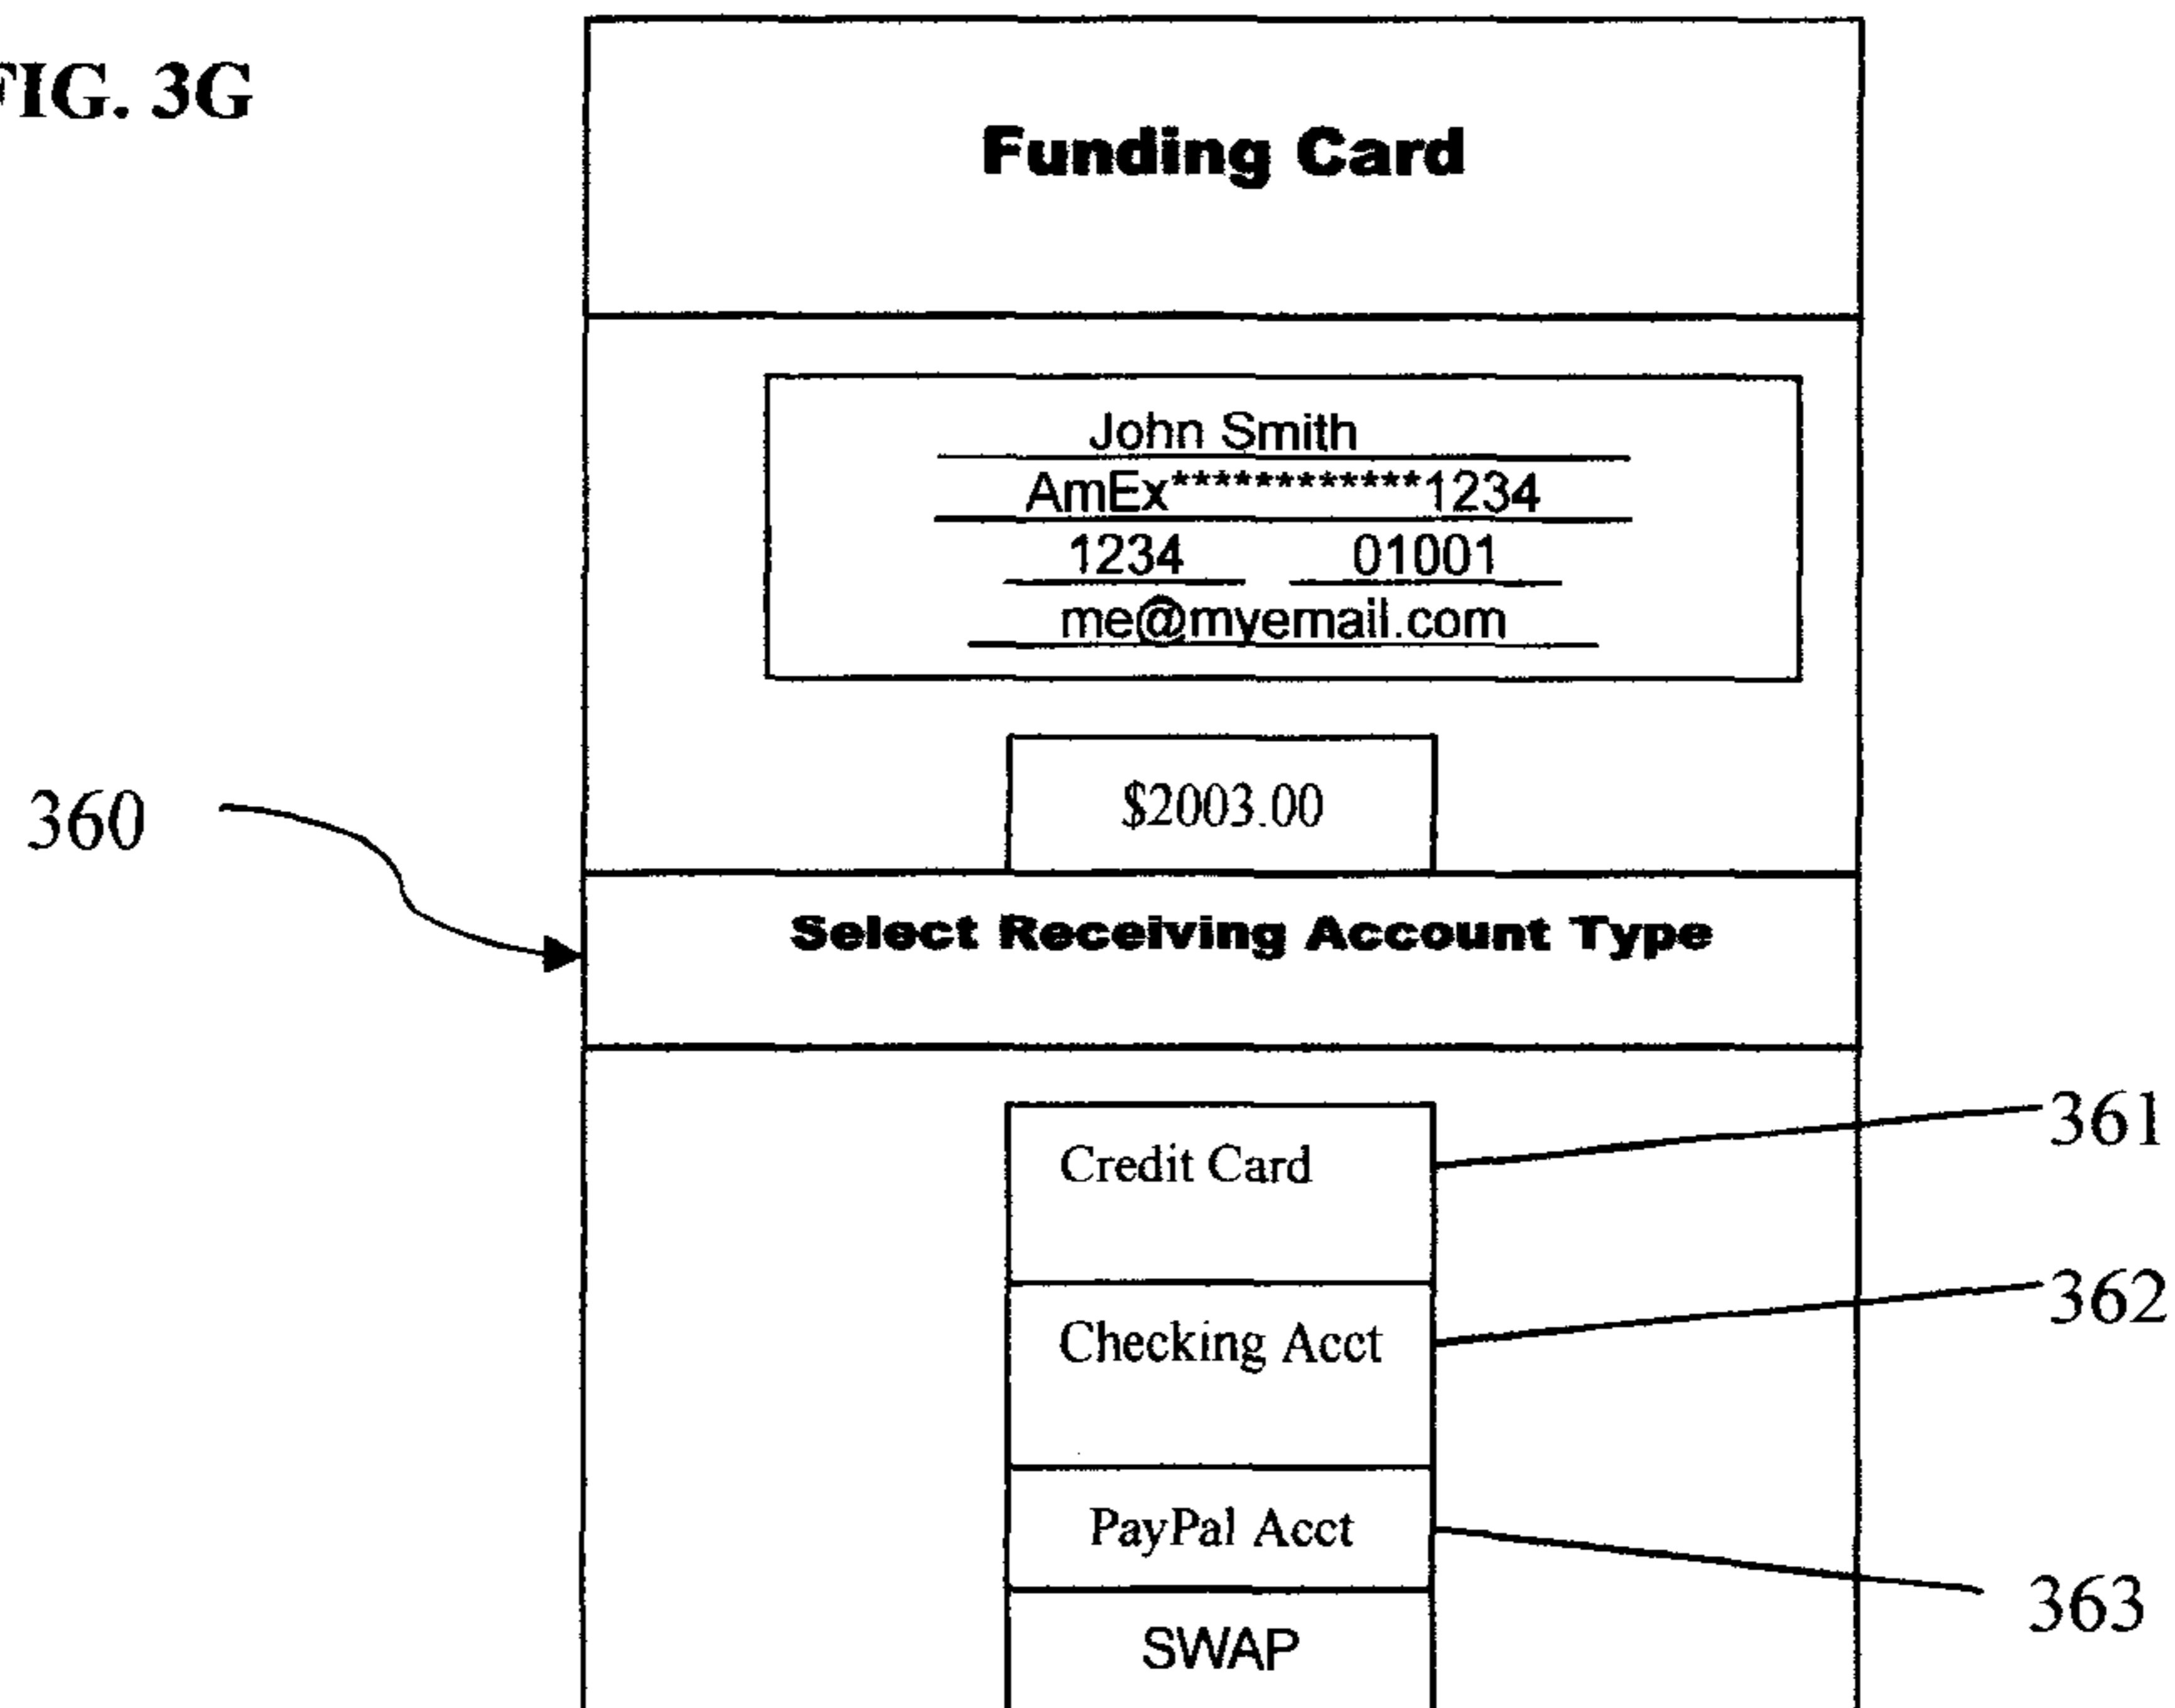 FIG. 3G
Funding Card
John Smith
AmEx************1234
1234 01001
me@myemail.com
$2003.00
360
Select Receiving Account Type
361
Credit Card
362
Checking Acct
PayPal Acct
363
SWAP